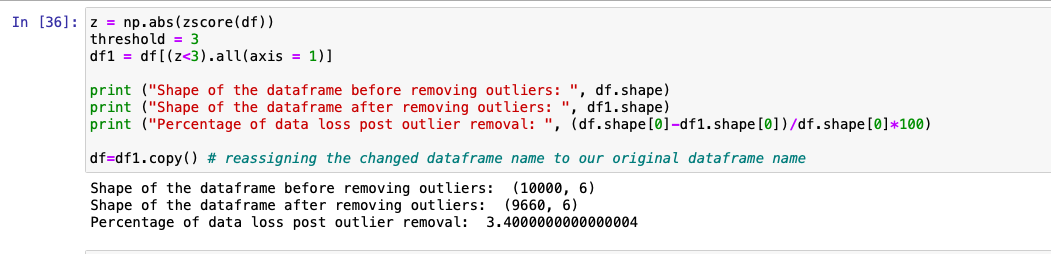 In [36]: z = np.abs(zscore(df))
threshold = 3
df1 = df[(z<3).all(axis = 1)]
print ("Shape of the dataframe before removing outliers: ", df.shape)
print ("Shape of the dataframe after removing outliers: ", df1.shape)
print ("Percentage of data loss post outlier removal: ", (df.shape[0]-df1.shape[0])/df.shape[0]*100)
df=df1.copy() # reassigning the changed dataframe name to our original dataframe name
Shape of the dataframe before removing outliers:  (10000, 6)
Shape of the dataframe after removing outliers:  (9660, 6)
Percentage of data loss post outlier removal:  3.4000000000000004